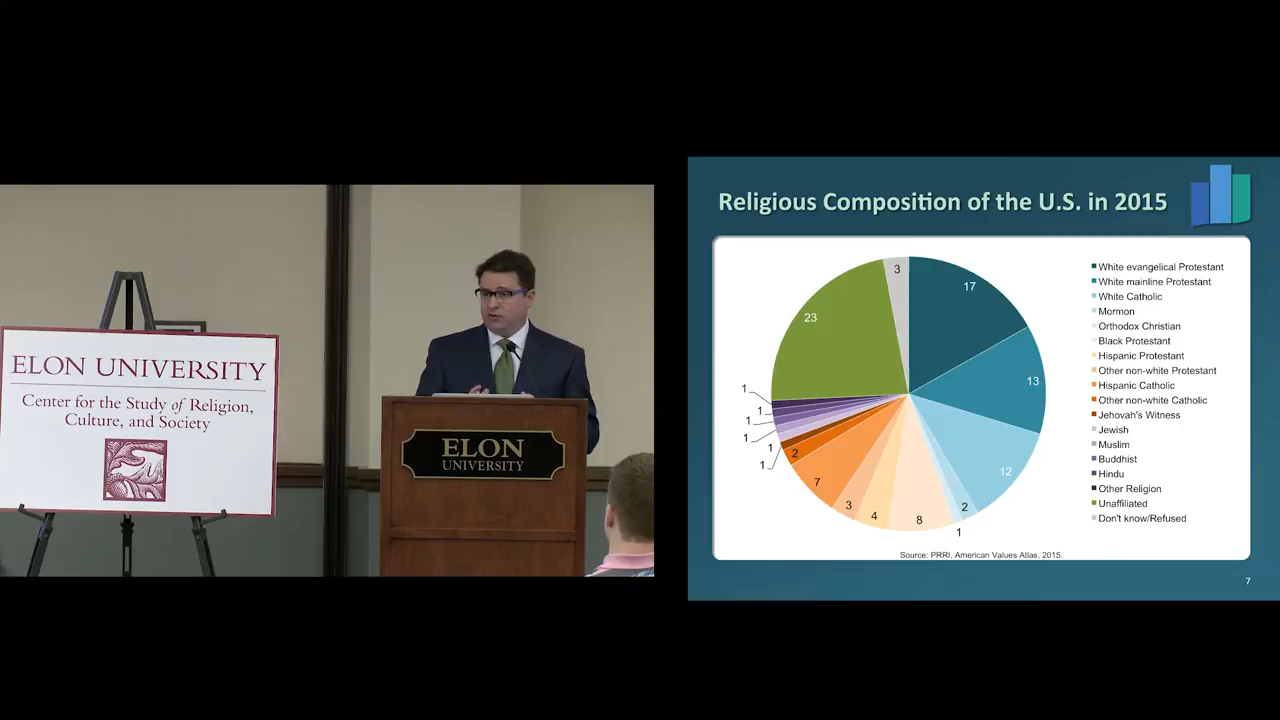 ELON UNIVERSITY
Center for the Study of Religion,
Culture, and Society
ELON
UNIVERSITY
Religious Composition of the U.S. in 2015
3
17
23
13
12
2
1
8
4
3
7
2
1
1
1
1
1
1
White evangelical Protestant
White mainline Protestant
White Catholic
Mormon
Orthodox Christian
Black Protestant
Hispanic Protestant
Other non-white Protestant
Hispanic Catholic
Other non-white Catholic
Jehovah's Witness
Jewish
Muslim
Buddhist
Hindu
Other Religion
Unaffiliated
Don't know/Refused
Source: PRRI, American Values Atlas, 2015.
7